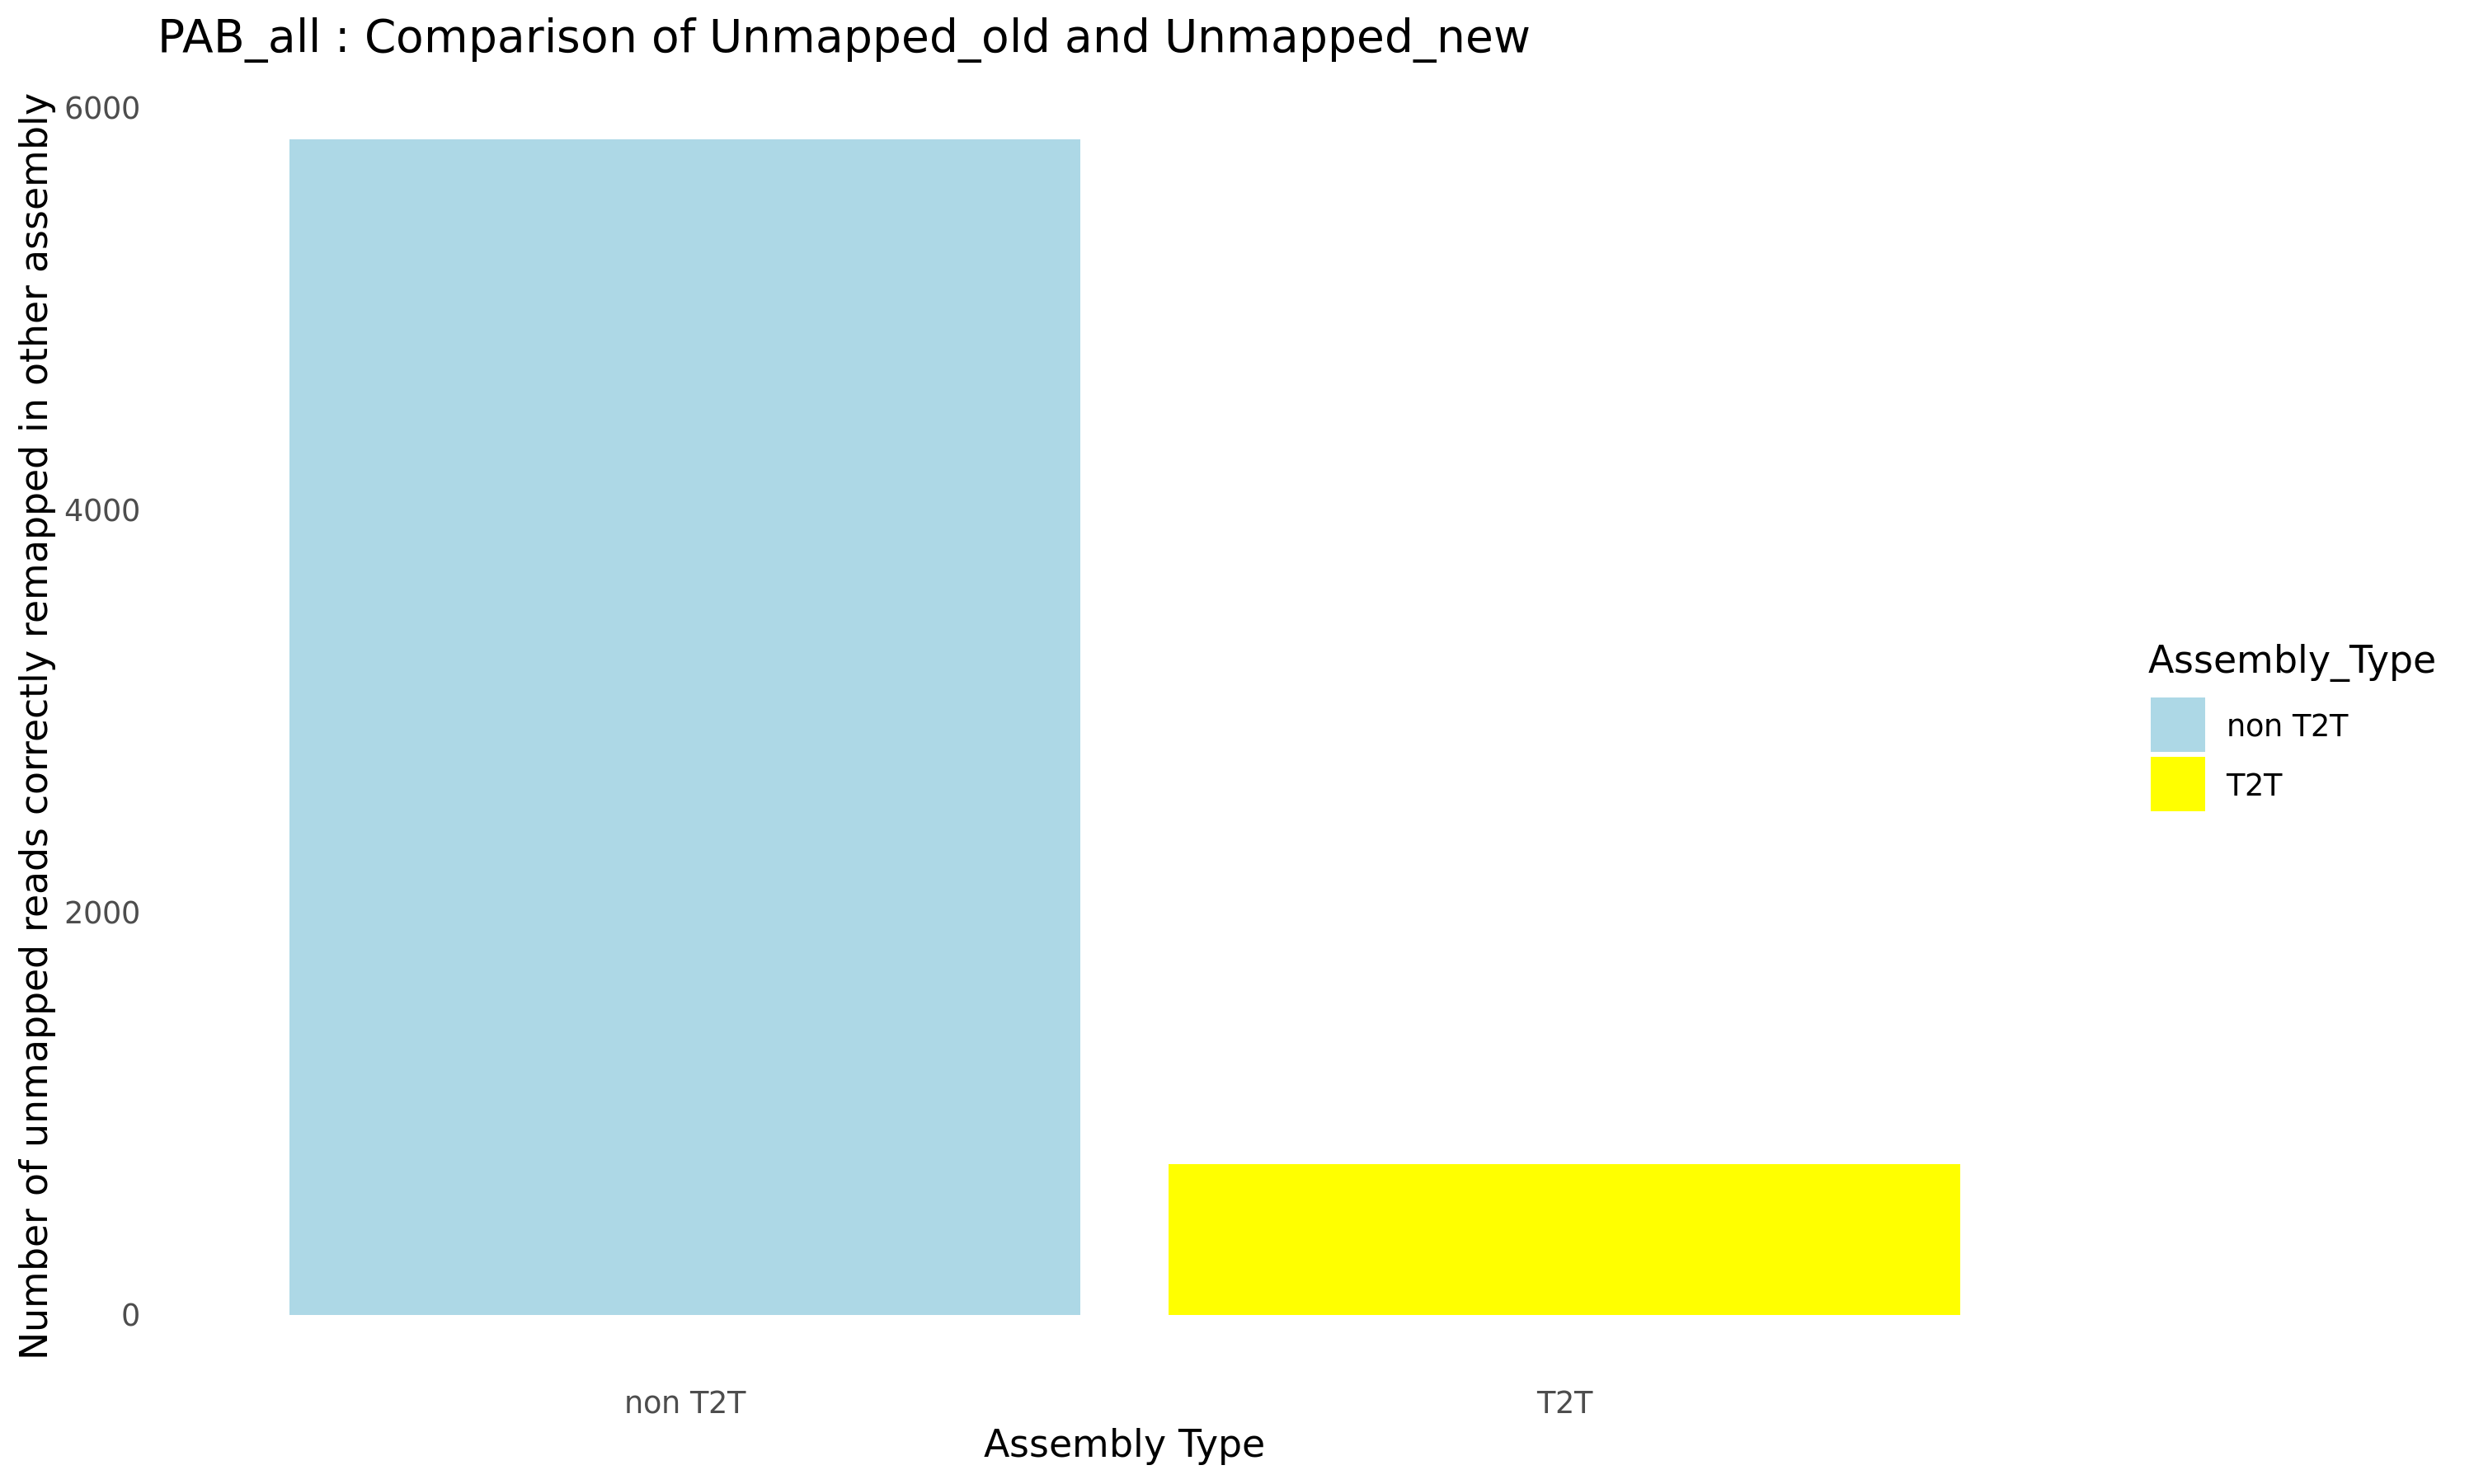 PAB_all : Comparison of Unmapped_old and Unmapped_new
Number of unmapped reads correctly remapped in other assembly
6000
4000
2000
0
non T2T
T2T
Assembly Type
Assembly_Type
non T2T
T2T